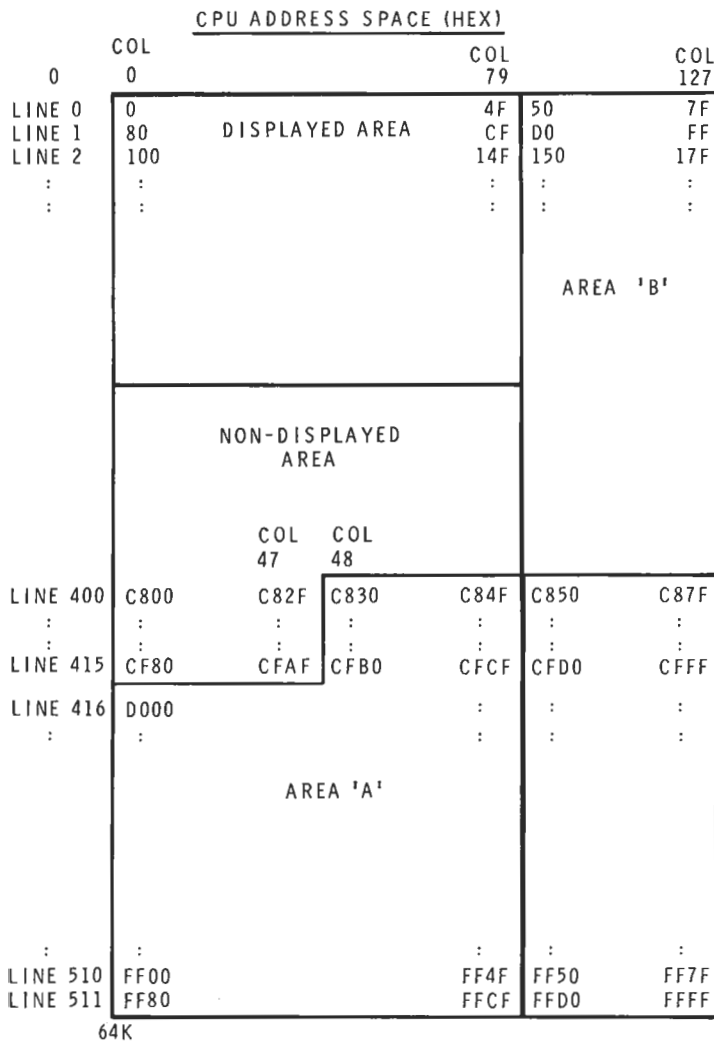 CPU ADDRESS SPACE (HEX)
COL COL COL
0 0 79 127
LINE 0 0 4F 50 7F
LINE 1 80 DISPLAYED AREA CF D0 FF
LINE 2 100 14F 150 17F
: : : : :
: : : : :
AREA 'B'
NON-DISPLAYED
AREA
COL COL
47 48
LINE 400 C800 C82F C830 C84F C850 C87F
: : : : : : :
: : : : : : :
LINE 415 CF80 CFAF CFB0 CFCF CFD0 CFFF
LINE 416 D000 : : :
: : : : :
AREA 'A'
: : : : :
LINE 510 FF00 FF4F FF50 FF7F
LINE 511 FF80 FFCF FFD0 FFFF
64K